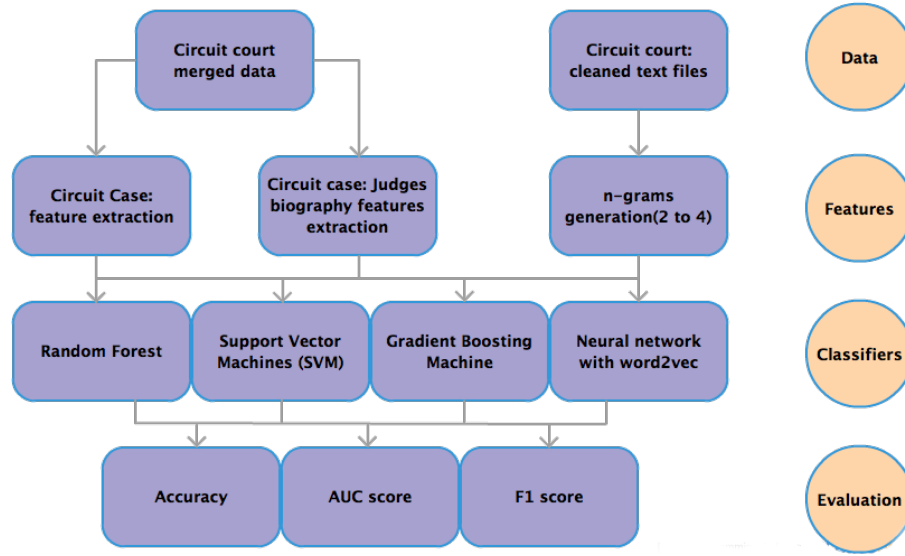 Circuit court
merged data
Circuit court:
cleaned text files
Data
Circuit Case:
feature extraction
Circuit case: Judges
biography features
extraction
n-grams
generation(2 to 4)
Features
Random Forest
Support Vector
Machines (SVM)
Gradient Boosting
Machine
Neural network
with word2vec
Classifiers
Accuracy
AUC score
F1 score
Evaluation